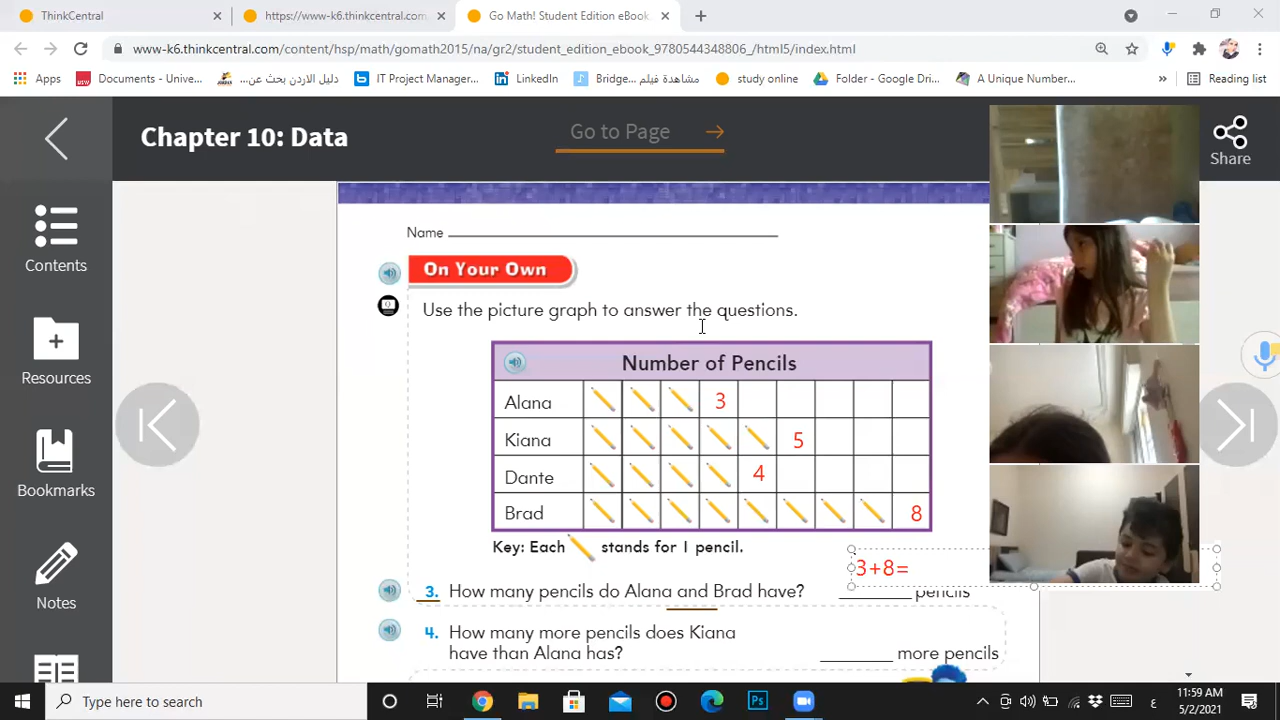 ThinkCentral
https://www-k6.thinkcentral.com/
Go Math! Student Edition eBook
www-k6.thinkcentral.com/content/hsp/math/gomath2015/na/gr2/student_edition_ebook_9780544348806_/html5/index.html
Apps Documents - Unive... دليل الاردن بحث عن... IT Project Manager... LinkedIn Bridge... مشاهدة فيلم study online Folder - Google Dri... A Unique Number... » Reading list
Chapter 10: Data
Go to Page
Share
Contents
Resources
Bookmarks
Notes
Name
On Your Own
Use the picture graph to answer the questions.
Number of Pencils
Alana 3
Kiana 5
Dante 4
Brad 8
Key: Each stands for 1 pencil.
3+8=
3. How many pencils do Alana and Brad have? ________ pencils
4. How many more pencils does Kiana
have than Alana has? ________ more pencils
Type here to search
Ps
ع
11:59 AM
5/2/2021